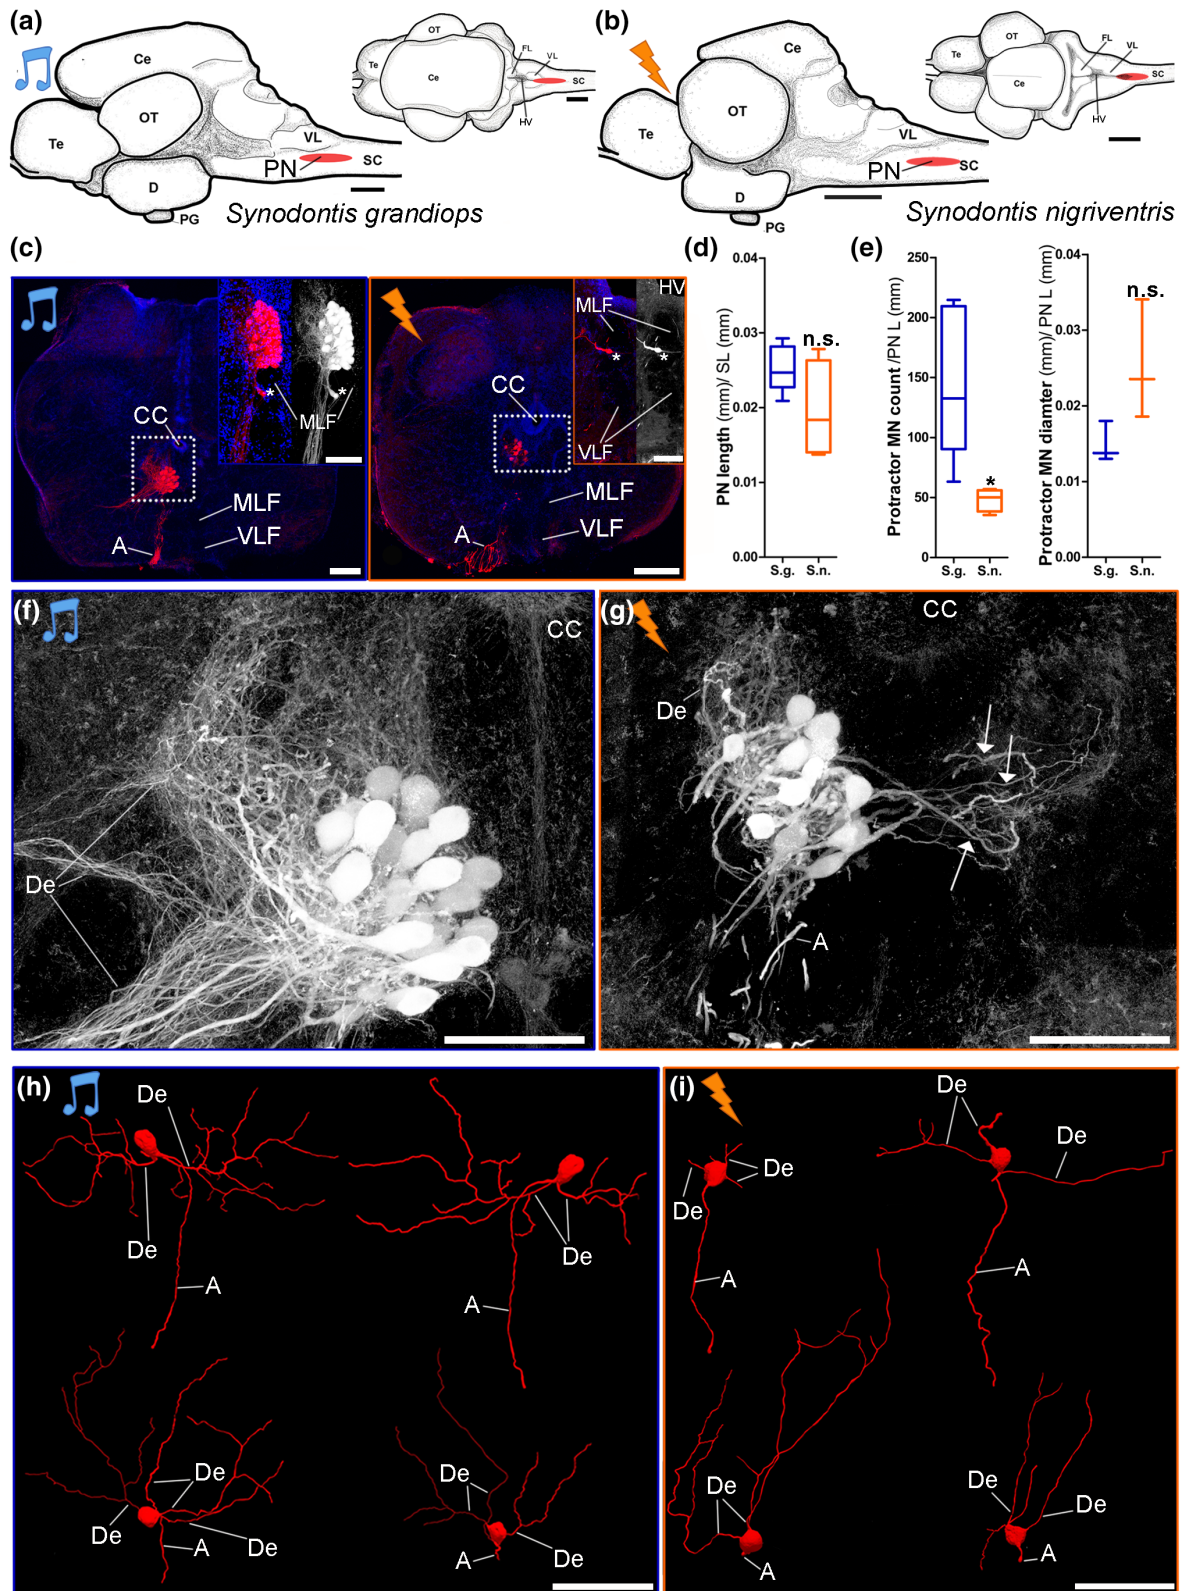 (a)
Ce
OT
Te
D
PG
VL
PN
SC
Synodontis grandiops
OT
Te
Ce
FL
VL
SC
HV
(b)
Ce
OT
Te
D
PG
VL
PN
SC
Synodontis nigriventris
OT
Te
Ce
FL
VL
SC
HV
(c)
CC
MLF
VLF
A
*
*
MLF
CC
MLF
VLF
A
HV
MLF
*
*
VLF
(d)
PN length (mm)/ SL (mm)
0.04
0.03
0.02
0.01
0.00
n.s.
S.g.
S.n.
(e)
Protractor MN count /PN L (mm)
250
200
150
100
50
0
*
S.g.
S.n.
Protractor MN diamter (mm)/ PN L (mm)
0.04
0.03
0.02
0.01
0.00
n.s.
S.g.
S.n.
(f)
CC
De
(g)
CC
De
A
(h)
De
De
A
De
A
De
De
De
A
De
De
A
(i)
De
De
A
De
De
A
De
A
De
De
A